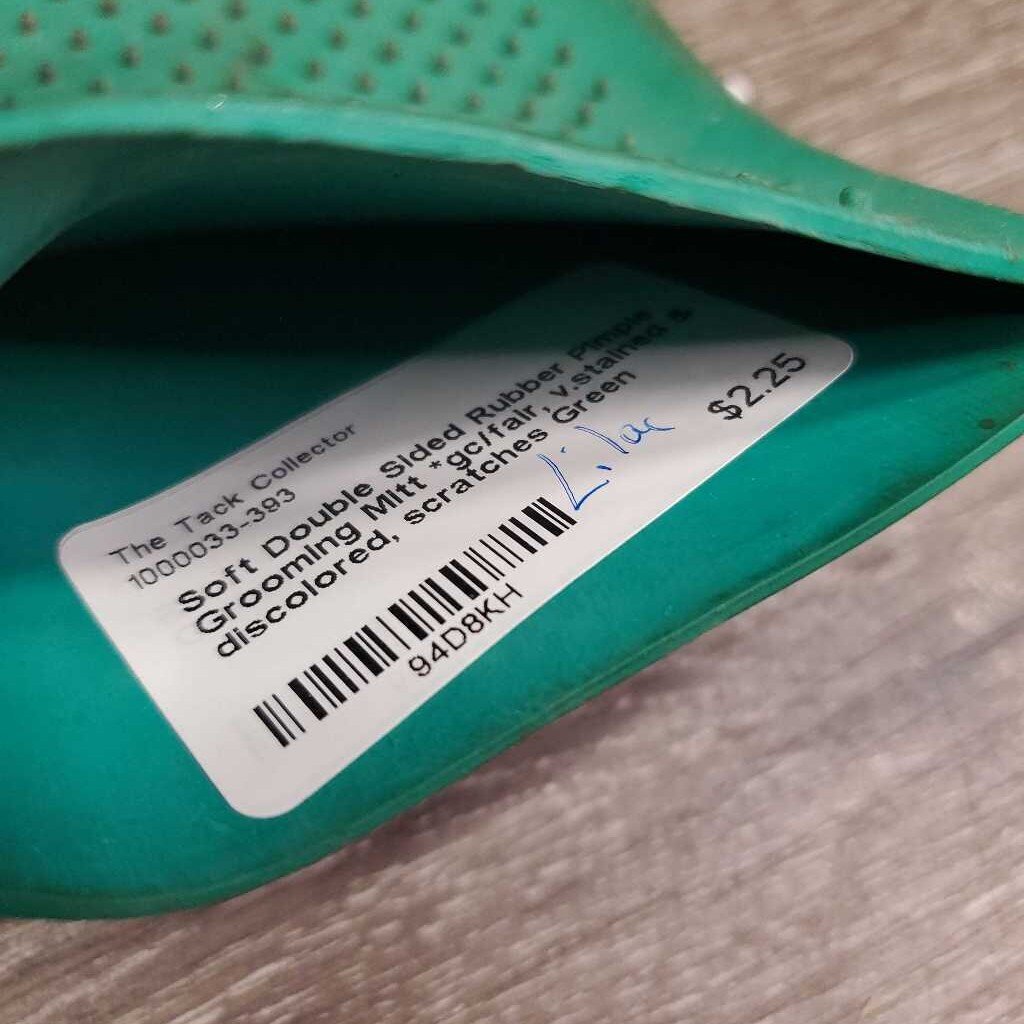 The Tack Collector
1000033-393
Soft Double Sided Rubber Pimple
Grooming Mitt *gc/fair, v.stained &
discolored, scratches Green
Lilac
$2.25
94D8KH